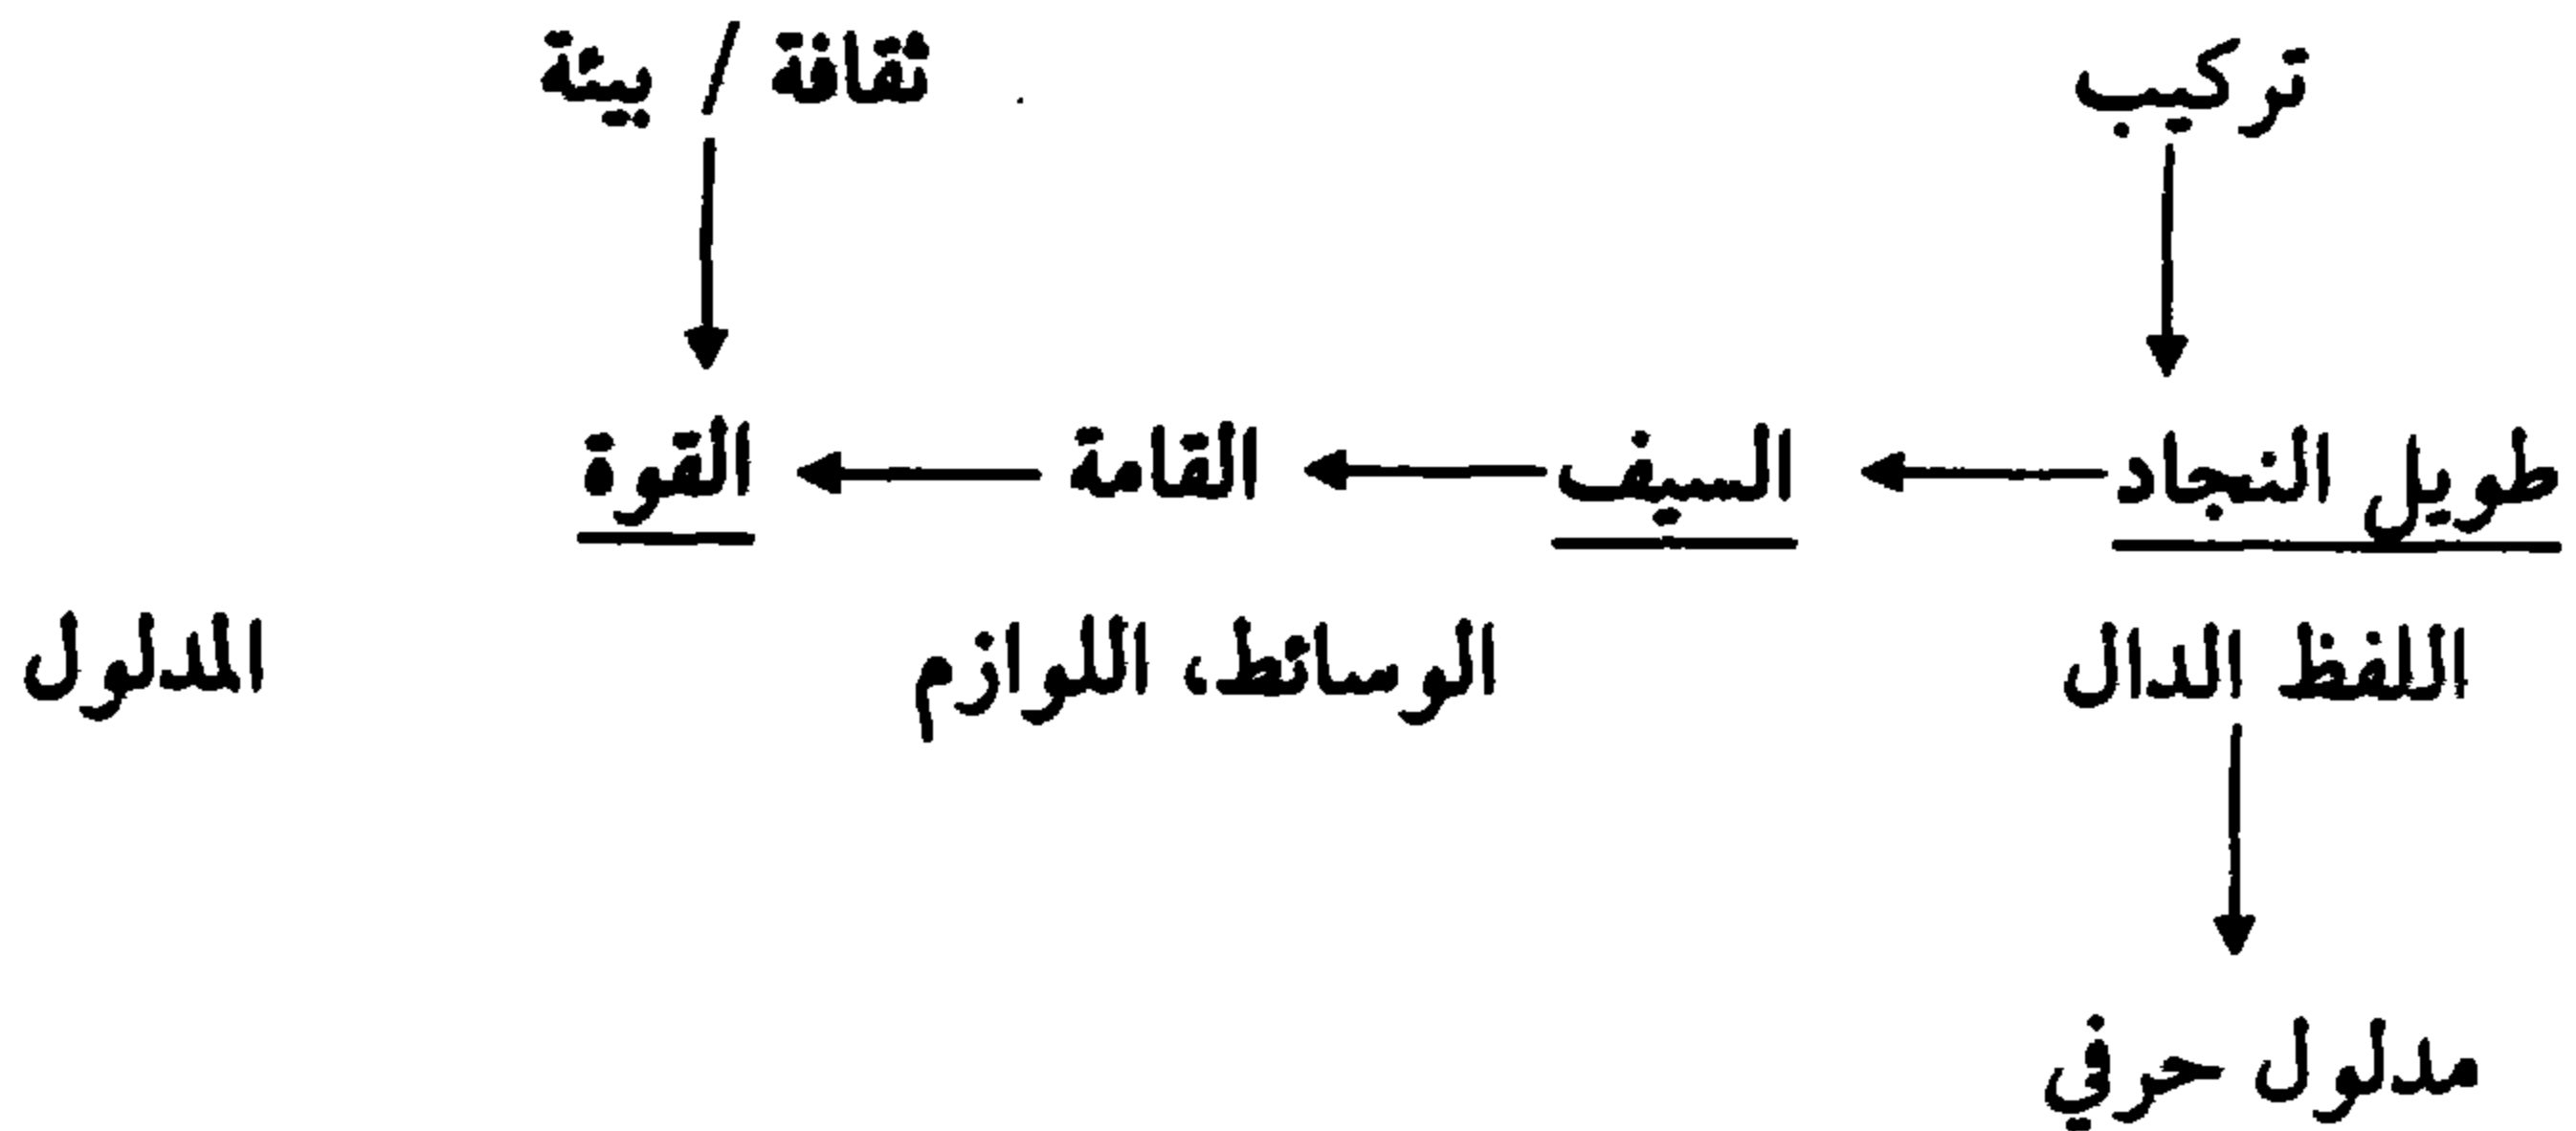 تركيب ثقافة / بيئة
طويل النجاد السيف القامة القوة
اللفظ الدال الوسائط، اللوازم المدلول
مدلول حرفي